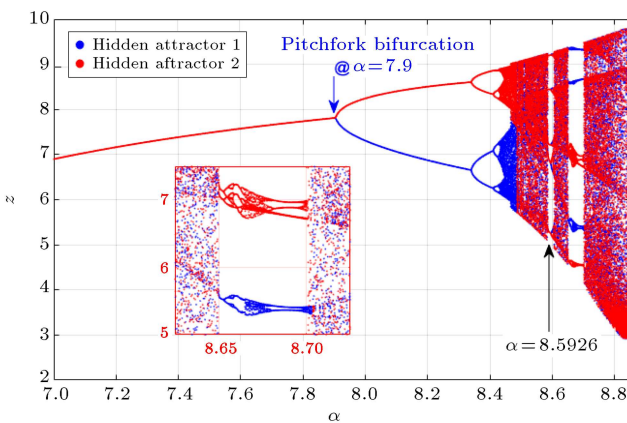 10
9
8
7
6
5
4
3
2
z
Hidden attractor 1
Hidden aftractor 2
Pitchfork bifurcation
@α=7.9
7
6
5
8.65 8.70
α=8.5926
7.0 7.2 7.4 7.6 7.8 8.0 8.2 8.4 8.6 8.8
α